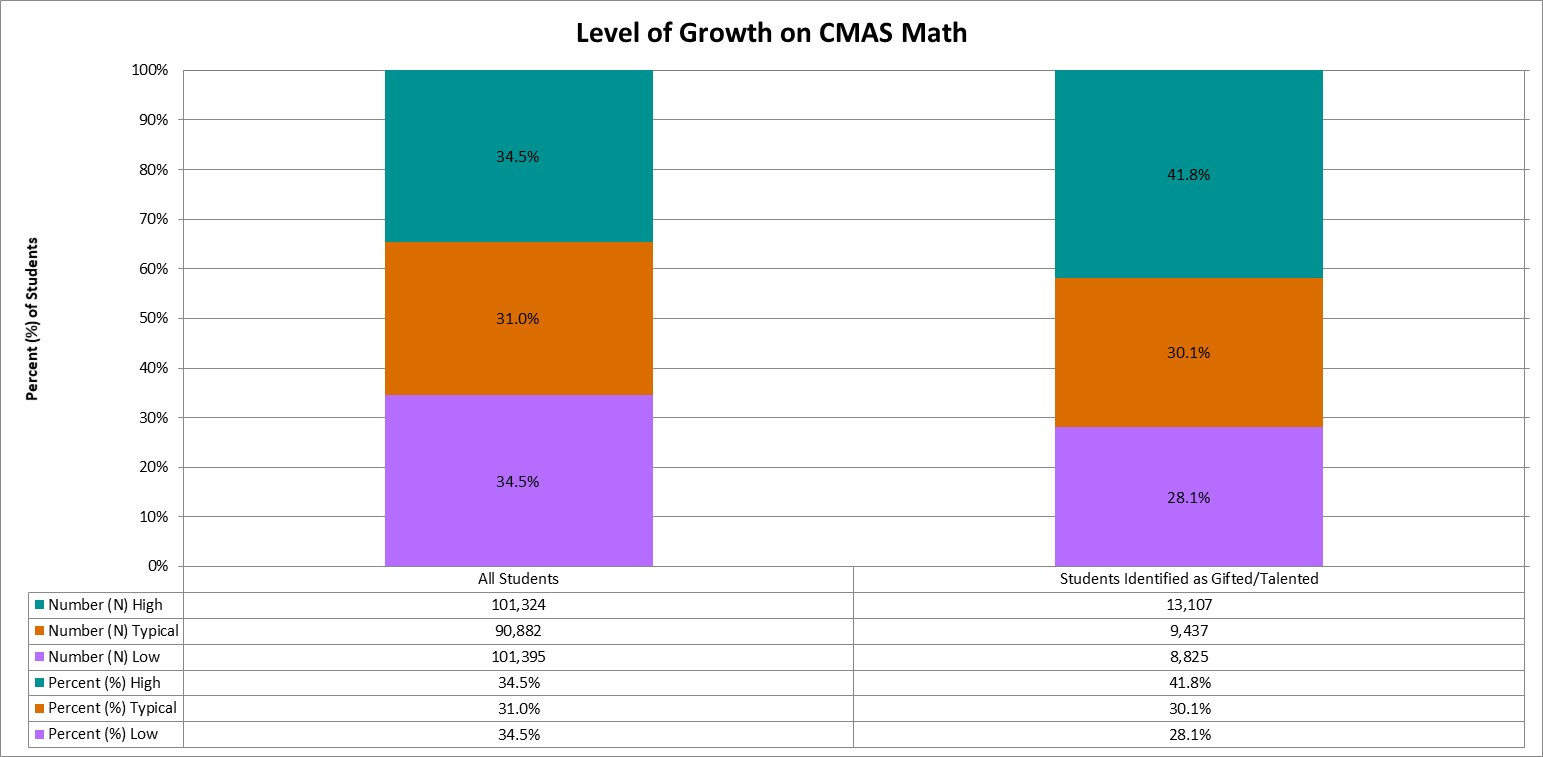 Level of Growth on CMAS Math
Percent (%) of Students
100%
90%
80%
70%
60%
50%
40%
30%
20%
10%
0%
34.5%
31.0%
34.5%
41.8%
30.1%
28.1%
All Students Students Identified as Gifted/Talented
Number (N) High 101,324 13,107
Number (N) Typical 90,882 9,437
Number (N) Low 101,395 8,825
Percent (%) High 34.5% 41.8%
Percent (%) Typical 31.0% 30.1%
Percent (%) Low 34.5% 28.1%